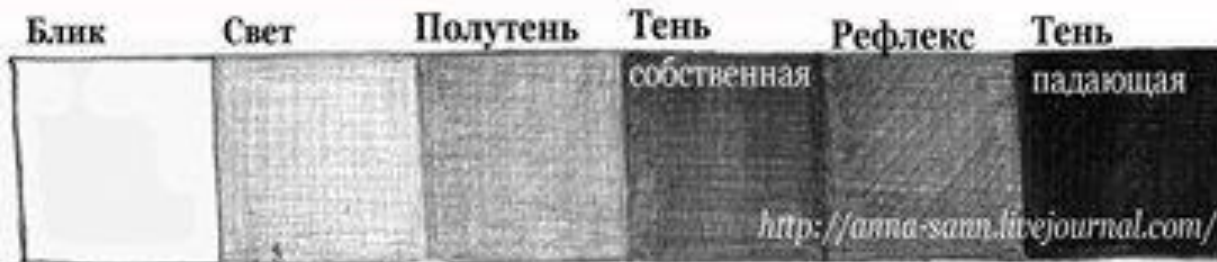 Блик Свет Полутень Тень Рефлекс Тень
собственная падающая
http://anna-sann.livejournal.com/